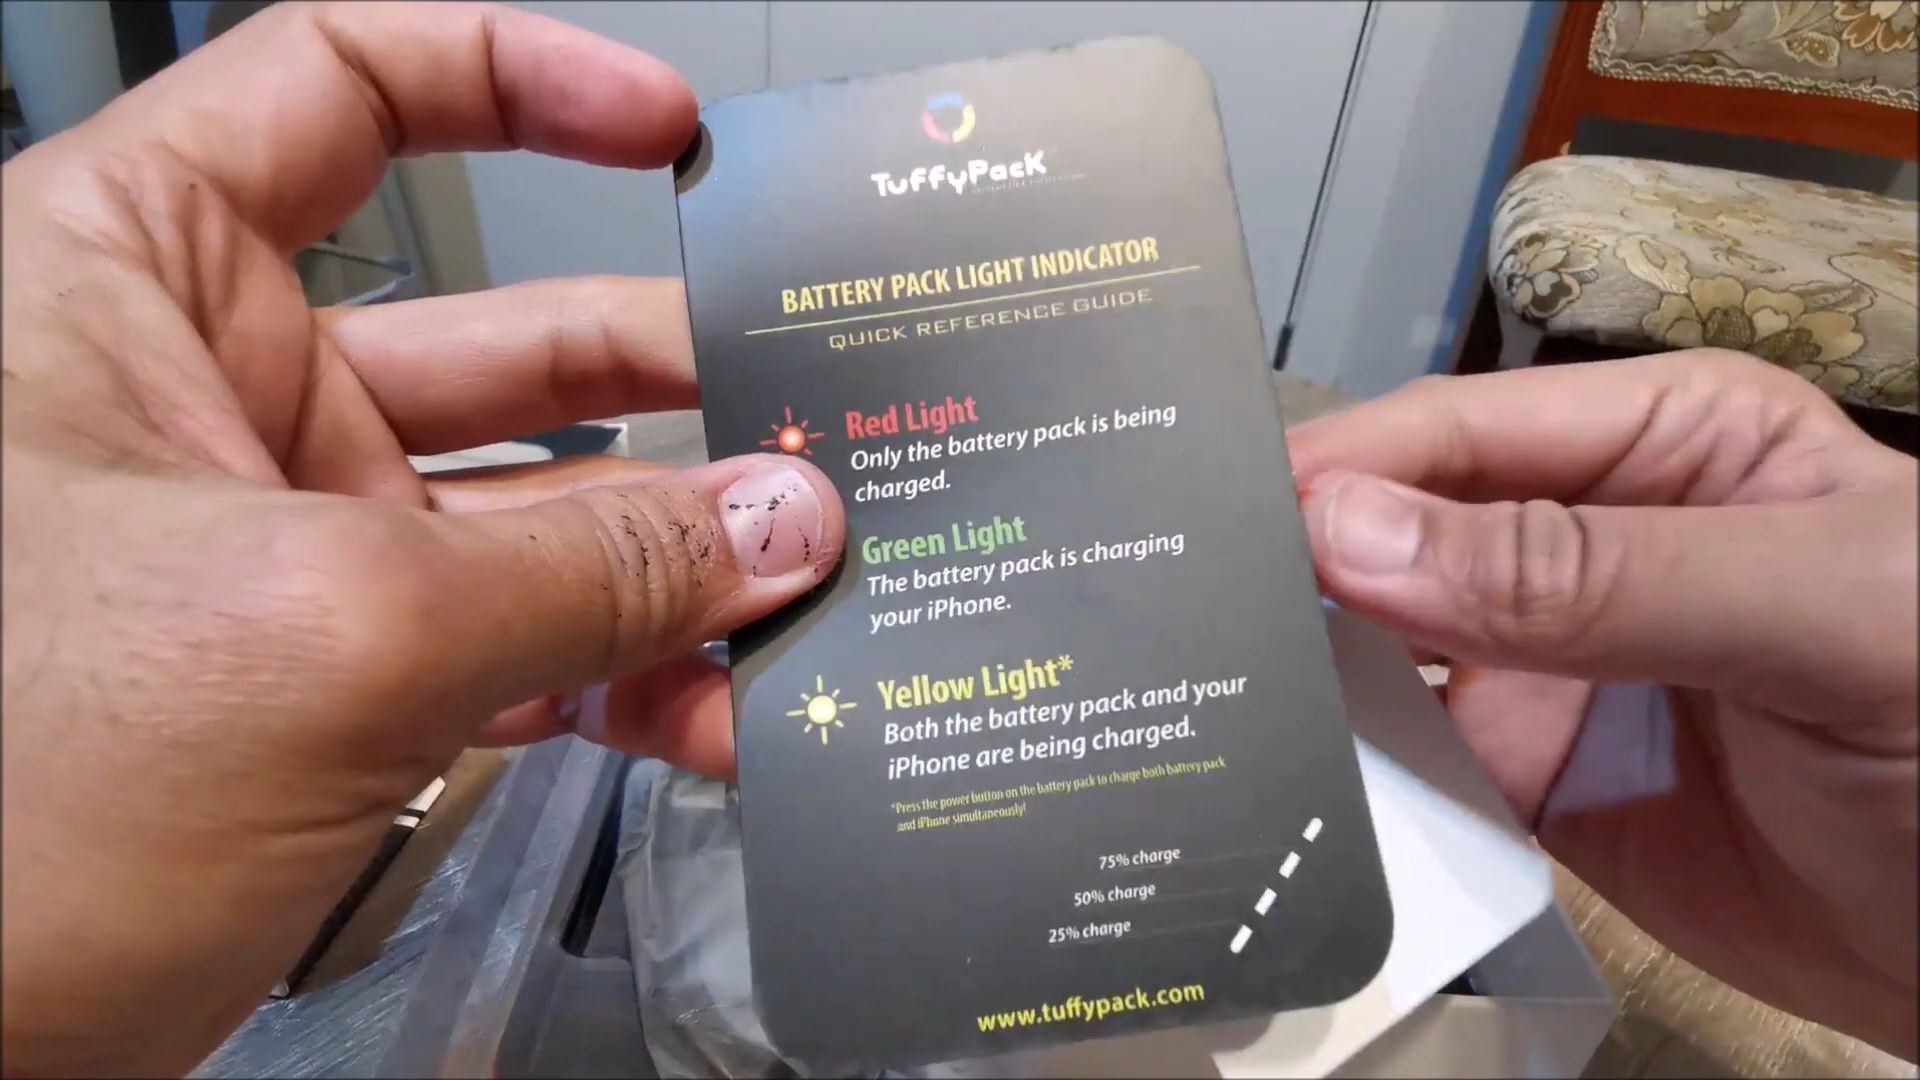 TuffyPack
BATTERY PACK LIGHT INDICATOR
QUICK REFERENCE GUIDE
Red Light
Only the battery pack is being
charged.
Green Light
The battery pack is charging
your iPhone.
Yellow Light*
Both the battery pack and your
iPhone are being charged.
*Press the power button on the battery pack to charge both battery pack
and iPhone simultaneously!
75% charge
50% charge
25% charge
www.tuffypack.com